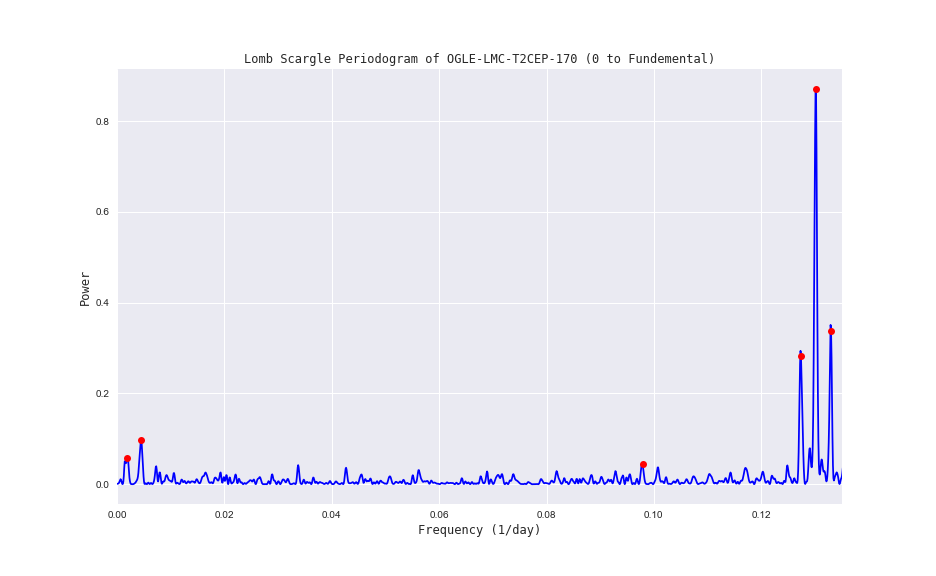 Lomb Scargle Periodogram of OGLE-LMC-T2CEP-170 (0 to Fundemental)
Power
0.8
0.6
0.4
0.2
0.0
0.00 0.02 0.04 0.06 0.08 0.10 0.12
Frequency (1/day)